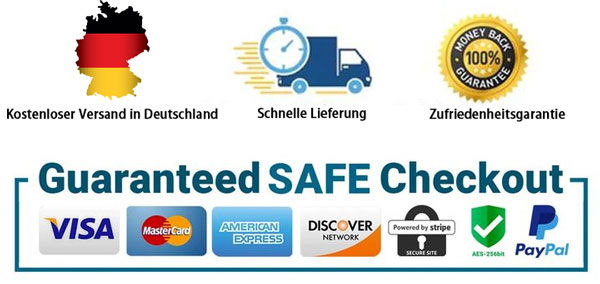 MONEY BACK
100%
GUARANTEE
Kostenloser Versand in Deutschland
Schnelle Lieferung
Zufriedenheitsgarantie
Guaranteed SAFE Checkout
VISA
MasterCard
AMERICAN
EXPRESS
DISCOVER
NETWORK
Powered by stripe
SECURE SITE
AES-256bit
PayPal